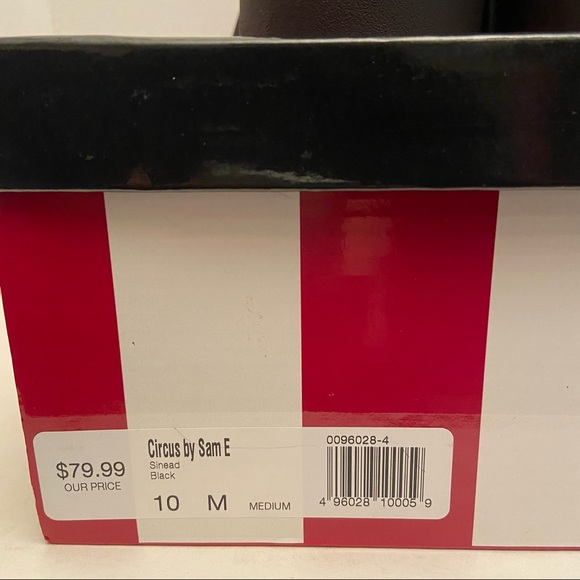 $79.99
OUR PRICE
Circus by Sam E
Sinead
Black
10 M MEDIUM
0096028-4
4 96028 10005 9